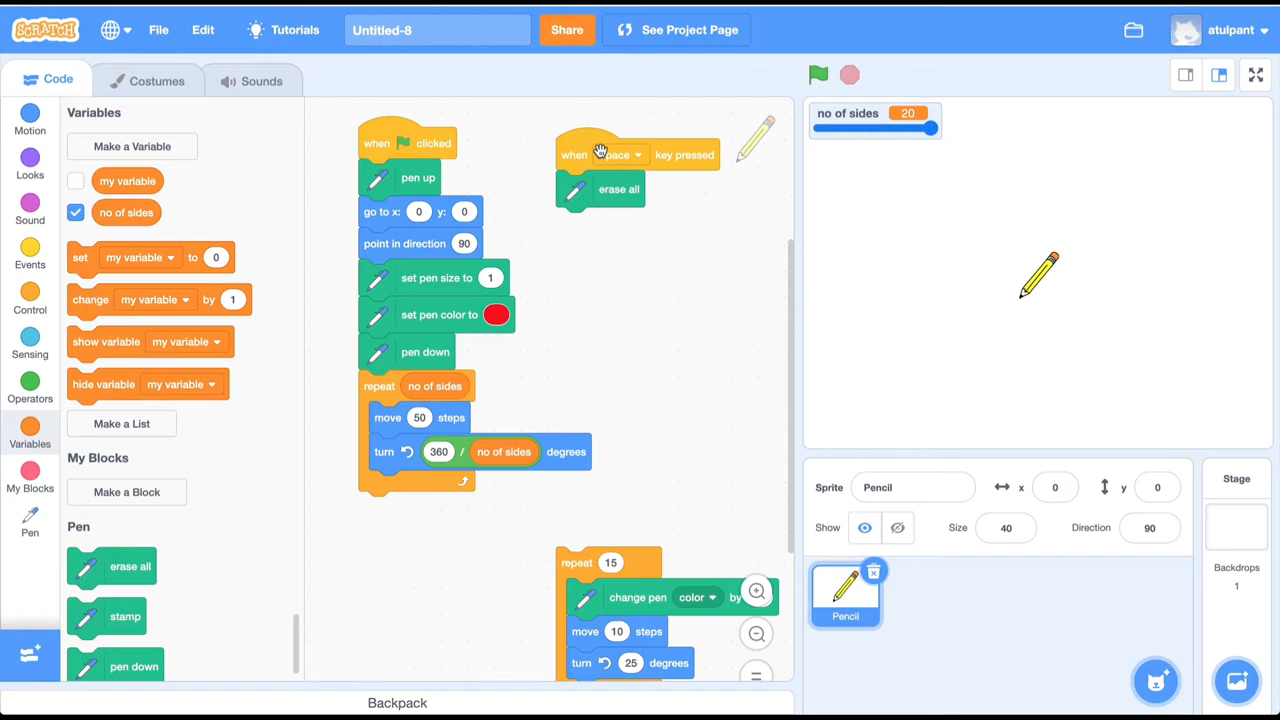 SCRATCH File Edit Tutorials Untitled-8 Share See Project Page atulpant
Code Costumes Sounds
Motion
Looks
Sound
Events
Control
Sensing
Operators
Variables
My Blocks
Pen
Variables
Make a Variable
my variable
no of sides
set my variable to 0
change my variable by 1
show variable my variable
hide variable my variable
Make a List
My Blocks
Make a Block
Pen
erase all
stamp
pen down
when clicked
pen up
go to x: 0 y: 0
point in direction 90
set pen size to 1
set pen color to
pen down
repeat no of sides
move 50 steps
turn 360 / no of sides degrees
when space key pressed
erase all
repeat 15
change pen color by
move 10 steps
turn 25 degrees
Backpack
no of sides 20
Sprite Pencil x 0 y 0
Show Size 40 Direction 90
Pencil
Stage
Backdrops
1